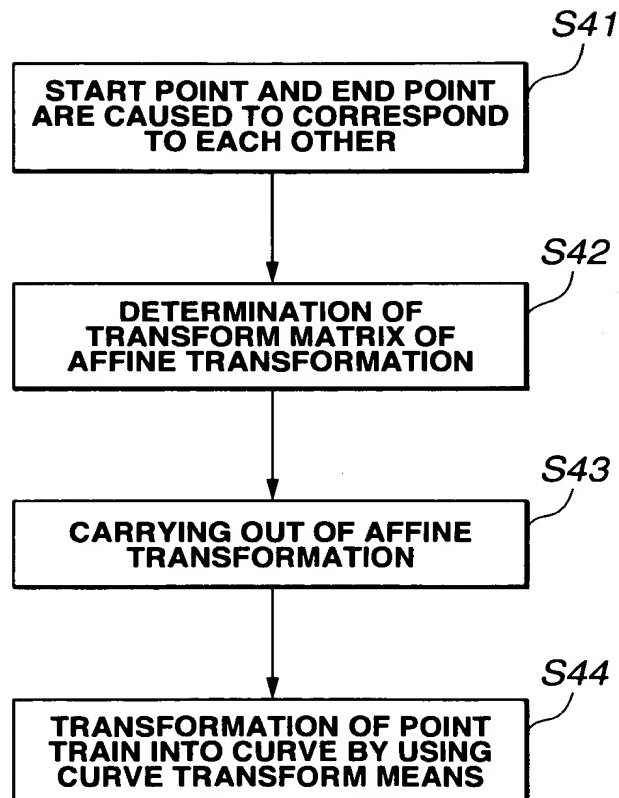 S41
START POINT AND END POINT
ARE CAUSED TO CORRESPOND
TO EACH OTHER
S42
DETERMINATION OF
TRANSFORM MATRIX OF
AFFINE TRANSFORMATION
S43
CARRYING OUT OF AFFINE
TRANSFORMATION
S44
TRANSFORMATION OF POINT
TRAIN INTO CURVE BY USING
CURVE TRANSFORM MEANS